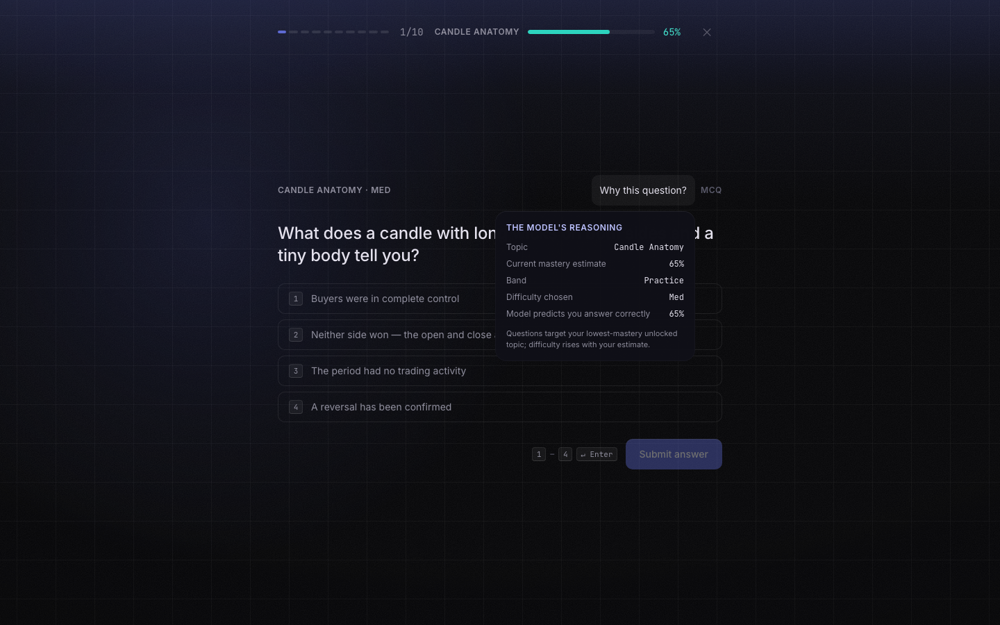 1/10 CANDLE ANATOMY 65%
CANDLE ANATOMY · MED
Why this question? MCQ
What does a candle with lon d a
tiny body tell you?
THE MODEL'S REASONING
Topic Candle Anatomy
Current mastery estimate 65%
Band Practice
Difficulty chosen Med
Model predicts you answer correctly 65%
Questions target your lowest-mastery unlocked
topic; difficulty rises with your estimate.
1 Buyers were in complete control
2 Neither side won — the open and close
3 The period had no trading activity
4 A reversal has been confirmed
1 – 4 ↵ Enter Submit answer